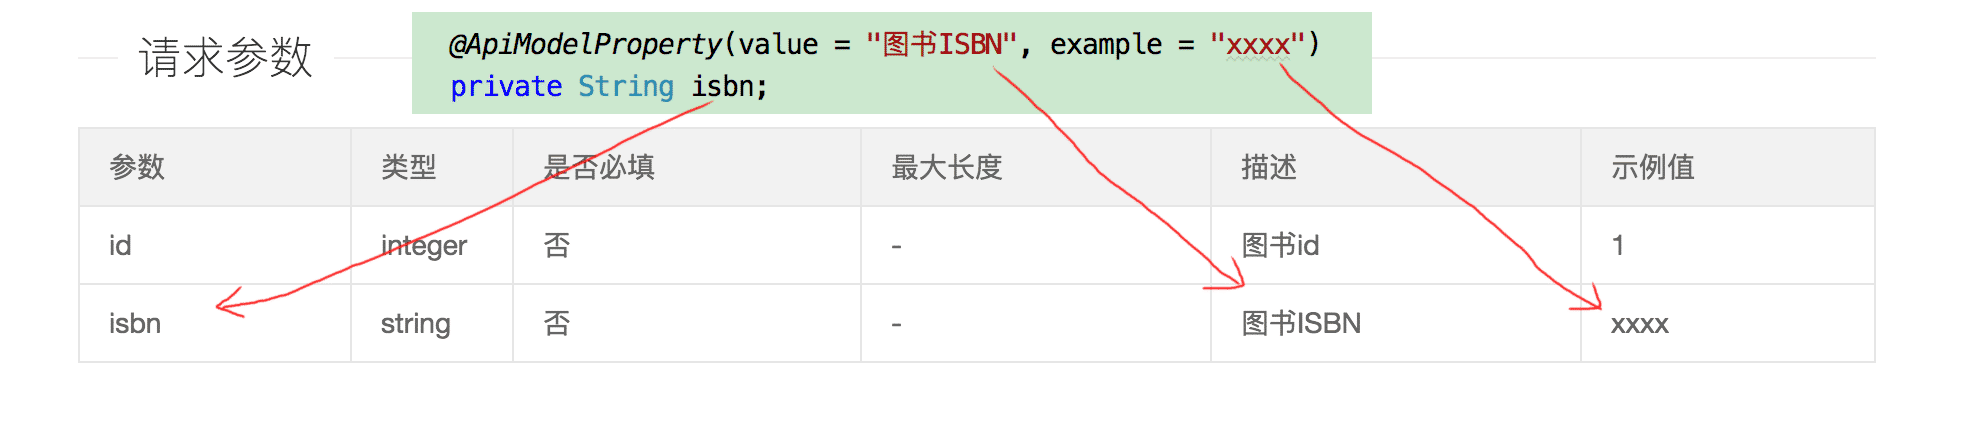 请求参数
@ApiModelProperty(value = "图书ISBN", example = "xxxx")
private String isbn;
参数 类型 是否必填 最大长度 描述 示例值
id integer 否 - 图书id 1
isbn string 否 - 图书ISBN xxxx